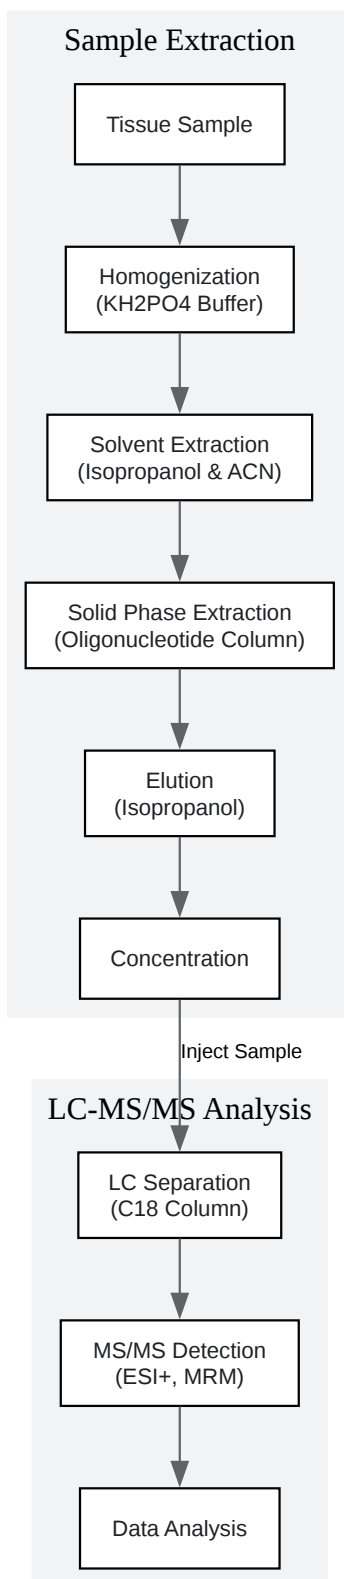 Sample Extraction
Tissue Sample
Homogenization
(KH2PO4 Buffer)
Solvent Extraction
(Isopropanol & ACN)
Solid Phase Extraction
(Oligonucleotide Column)
Elution
(Isopropanol)
Concentration
Inject Sample
LC-MS/MS Analysis
LC Separation
(C18 Column)
MS/MS Detection
(ESI+, MRM)
Data Analysis